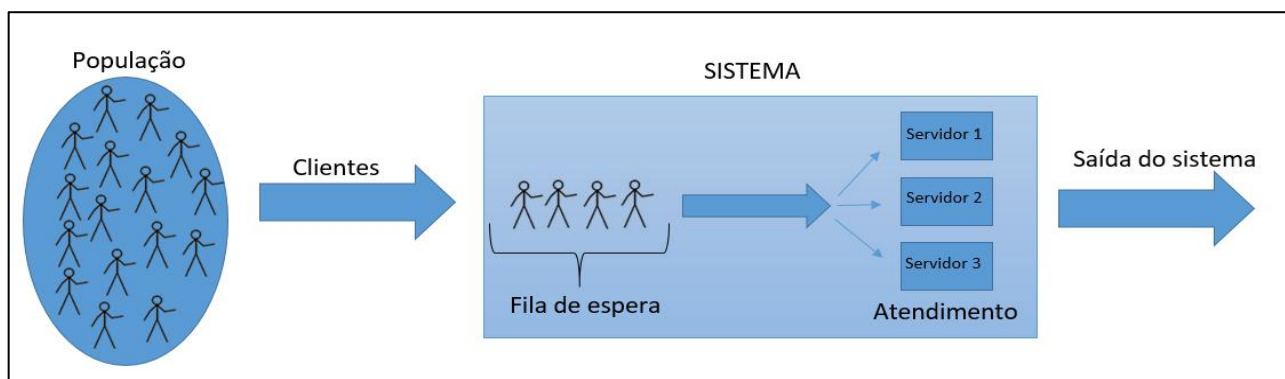 População
SISTEMA
Clientes
Servidor 1
Servidor 2
Servidor 3
Fila de espera
Atendimento
Saída do sistema